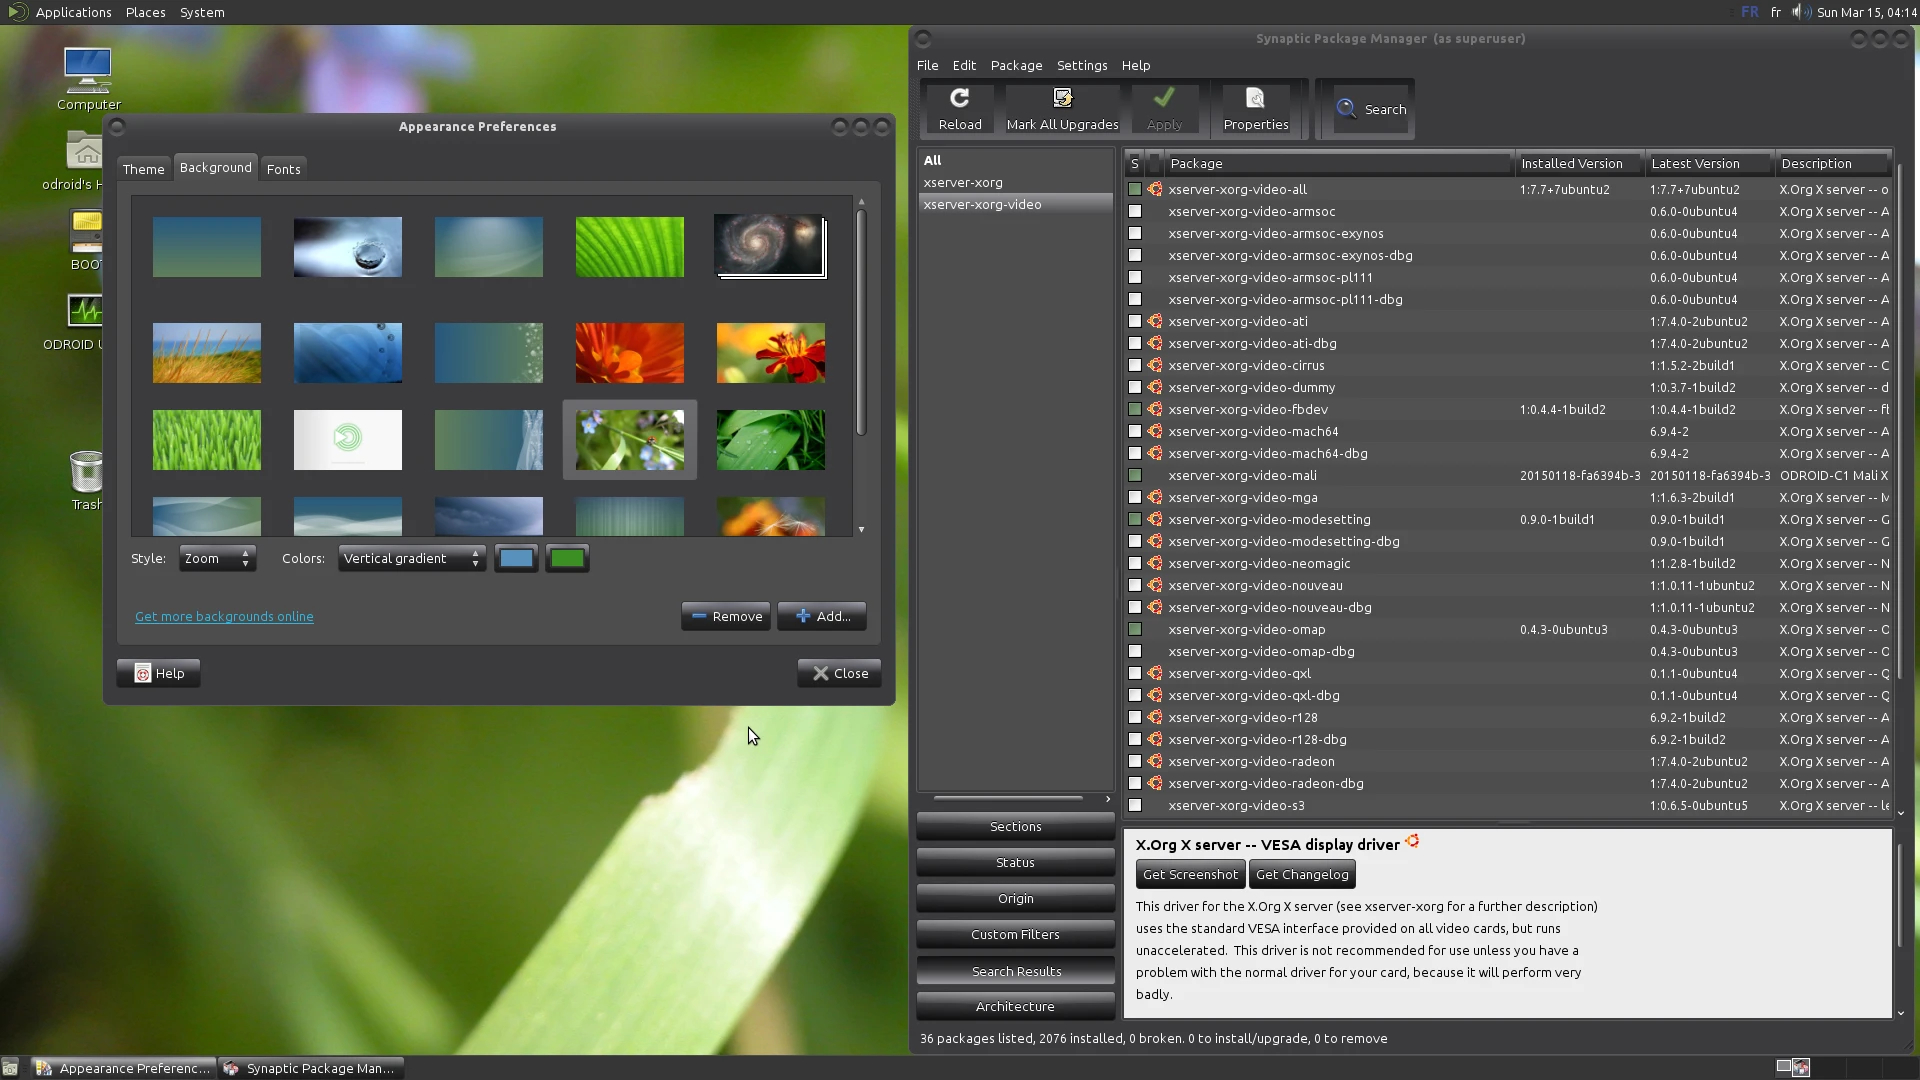 Applications Places System
FR fr Sun Mar 15, 04:14
Computer
odroid's H
BOO
ODROID U
Trash
Appearance Preferences
Theme Background Fonts
Style: Zoom Colors: Vertical gradient
Get more backgrounds online
Remove Add...
Help Close
Synaptic Package Manager (as superuser)
File Edit Package Settings Help
Reload Mark All Upgrades Apply Properties Search
All
xserver-xorg
xserver-xorg-video
S Package Installed Version Latest Version Description
xserver-xorg-video-all 1:7.7+7ubuntu2 1:7.7+7ubuntu2 X.Org X server -- o
xserver-xorg-video-armsoc 0.6.0-0ubuntu4 X.Org X server -- A
xserver-xorg-video-armsoc-exynos 0.6.0-0ubuntu4 X.Org X server -- A
xserver-xorg-video-armsoc-exynos-dbg 0.6.0-0ubuntu4 X.Org X server -- A
xserver-xorg-video-armsoc-pl111 0.6.0-0ubuntu4 X.Org X server -- A
xserver-xorg-video-armsoc-pl111-dbg 0.6.0-0ubuntu4 X.Org X server -- A
xserver-xorg-video-ati 1:7.4.0-2ubuntu2 X.Org X server -- A
xserver-xorg-video-ati-dbg 1:7.4.0-2ubuntu2 X.Org X server -- A
xserver-xorg-video-cirrus 1:1.5.2-2build1 X.Org X server -- C
xserver-xorg-video-dummy 1:0.3.7-1build2 X.Org X server -- d
xserver-xorg-video-fbdev 1:0.4.4-1build2 1:0.4.4-1build2 X.Org X server -- fl
xserver-xorg-video-mach64 6.9.4-2 X.Org X server -- A
xserver-xorg-video-mach64-dbg 6.9.4-2 X.Org X server -- A
xserver-xorg-video-mali 20150118-fa6394b-3 20150118-fa6394b-3 ODROID-C1 Mali X
xserver-xorg-video-mga 1:1.6.3-2build1 X.Org X server -- M
xserver-xorg-video-modesetting 0.9.0-1build1 0.9.0-1build1 X.Org X server -- G
xserver-xorg-video-modesetting-dbg 0.9.0-1build1 X.Org X server -- G
xserver-xorg-video-neomagic 1:1.2.8-1build2 X.Org X server -- N
xserver-xorg-video-nouveau 1:1.0.11-1ubuntu2 X.Org X server -- N
xserver-xorg-video-nouveau-dbg 1:1.0.11-1ubuntu2 X.Org X server -- N
xserver-xorg-video-omap 0.4.3-0ubuntu3 0.4.3-0ubuntu3 X.Org X server -- O
xserver-xorg-video-omap-dbg 0.4.3-0ubuntu3 X.Org X server -- O
xserver-xorg-video-qxl 0.1.1-0ubuntu4 X.Org X server -- Q
xserver-xorg-video-qxl-dbg 0.1.1-0ubuntu4 X.Org X server -- Q
xserver-xorg-video-r128 6.9.2-1build2 X.Org X server -- A
xserver-xorg-video-r128-dbg 6.9.2-1build2 X.Org X server -- A
xserver-xorg-video-radeon 1:7.4.0-2ubuntu2 X.Org X server -- A
xserver-xorg-video-radeon-dbg 1:7.4.0-2ubuntu2 X.Org X server -- A
xserver-xorg-video-s3 1:0.6.5-0ubuntu5 X.Org X server -- le
Sections
Status
Origin
Custom Filters
Search Results
Architecture
X.Org X server -- VESA display driver
Get Screenshot Get Changelog
This driver for the X.Org X server (see xserver-xorg for a further description)
uses the standard VESA interface provided on all video cards, but runs
unaccelerated. This driver is not recommended for use unless you have a
problem with the normal driver for your card, because it will perform very
badly.
36 packages listed, 2076 installed, 0 broken. 0 to install/upgrade, 0 to remove
Appearance Preferenc... Synaptic Package Man...